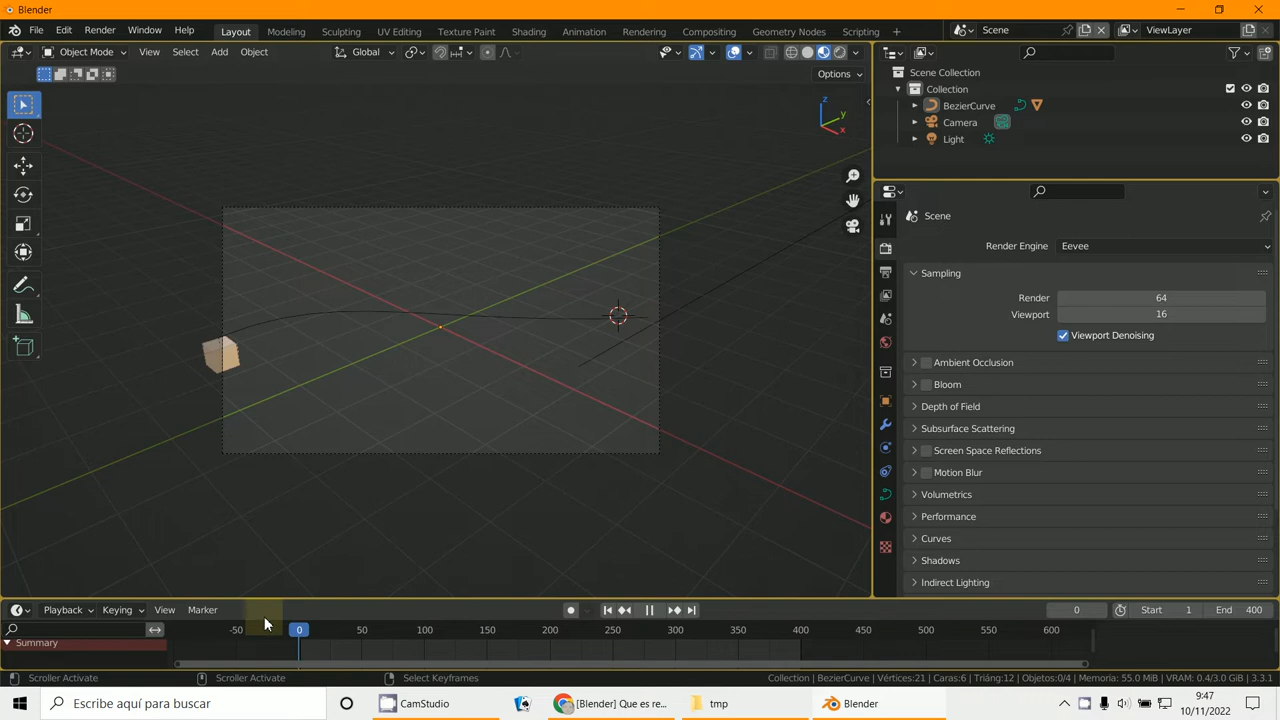 Blender
File Edit Render Window Help Layout Modeling Sculpting UV Editing Texture Paint Shading Animation Rendering Compositing Geometry Nodes Scripting + Scene ViewLayer
Object Mode View Select Add Object Global
Options
z
y
x
Scene Collection
Collection
BezierCurve
Camera
Light
Scene
Render Engine Eevee
Sampling
Render 64
Viewport 16
Viewport Denoising
Ambient Occlusion
Bloom
Depth of Field
Subsurface Scattering
Screen Space Reflections
Motion Blur
Volumetrics
Performance
Curves
Shadows
Indirect Lighting
Playback Keying View Marker 0 Start 1 End 400
-50 0 50 100 150 200 250 300 350 400 450 500 550 600
Summary
Scroller Activate Scroller Activate Select Keyframes Collection | BezierCurve | Vértices:21 | Caras:6 | Triáng:12 | Objetos:0/4 | Memoria: 55.0 MiB | VRAM: 0.4/3.0 GiB | 3.3.1
Escribe aquí para buscar CamStudio [Blender] Que es re... tmp Blender 9:47
10/11/2022